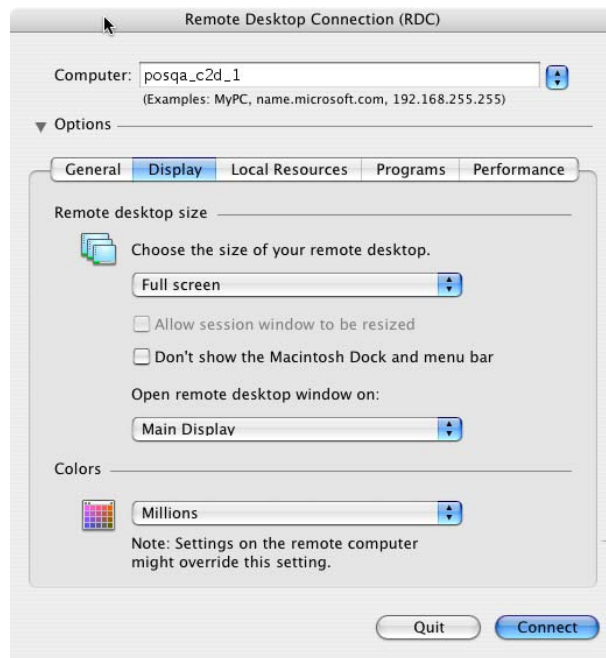 Remote Desktop Connection (RDC)
Computer: posqa_c2d_1
(Examples: MyPC, name.microsoft.com, 192.168.255.255)
Options
General Display Local Resources Programs Performance
Remote desktop size
Choose the size of your remote desktop.
Full screen
Allow session window to be resized
Don't show the Macintosh Dock and menu bar
Open remote desktop window on:
Main Display
Colors
Millions
Note: Settings on the remote computer
might override this setting.
Quit Connect